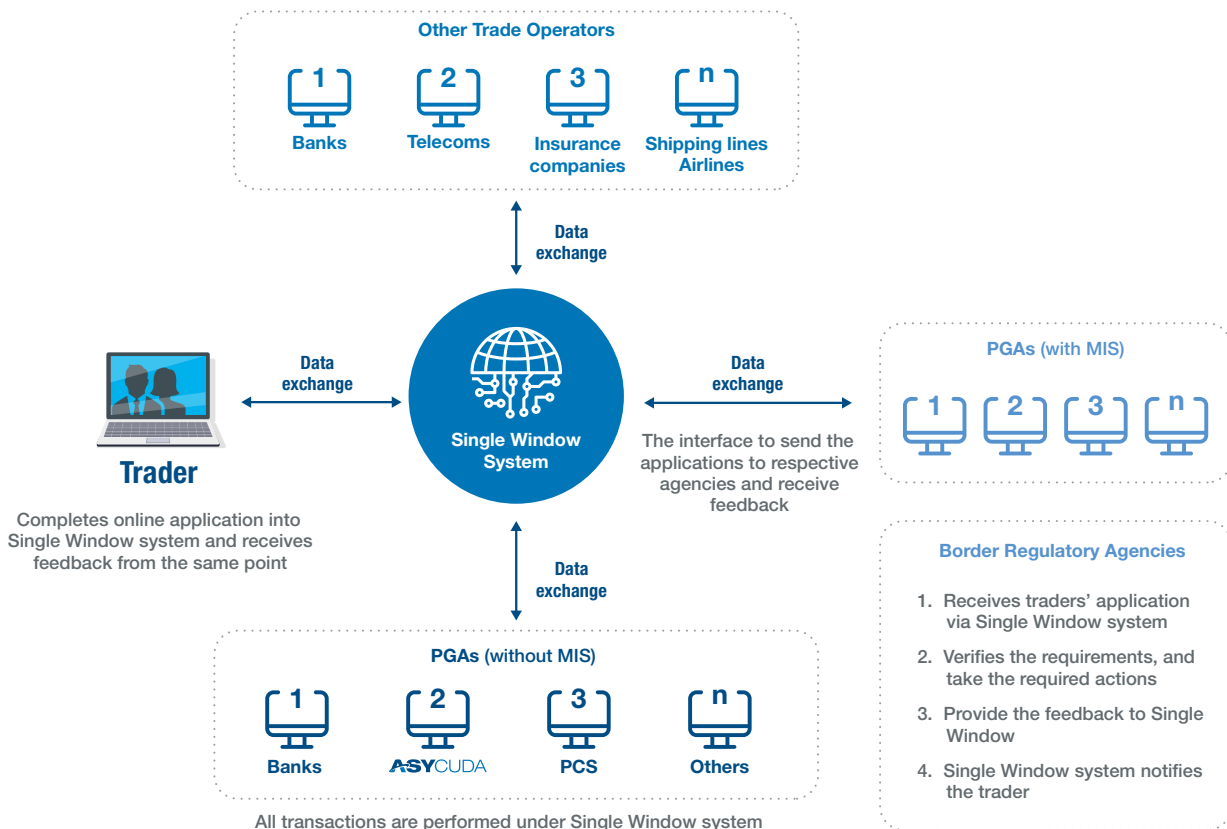 Other Trade Operators
1
2
3
n
Banks
Telecoms
Insurance
companies
Shipping lines
Airlines
Data
exchange
Single Window
System
Data
exchange
Trader
Completes online application into
Single Window system and receives
feedback from the same point
Data
exchange
The interface to send the
applications to respective
agencies and receive
feedback
PGAs (with MIS)
1
2
3
n
Border Regulatory Agencies
1. Receives traders' application
via Single Window system
2. Verifies the requirements, and
take the required actions
3. Provide the feedback to Single
Window
4. Single Window system notifies
the trader
Data
exchange
PGAs (without MIS)
1
2
3
n
Banks
ASYCUDA
PCS
Others
All transactions are performed under Single Window system